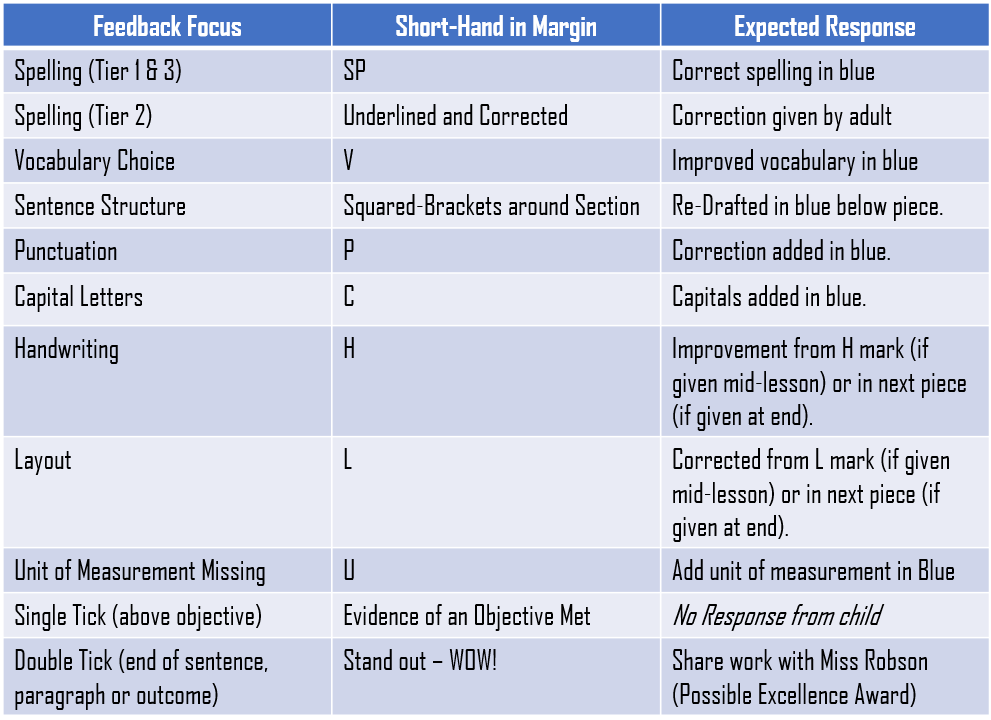 Feedback Focus Short-Hand in Margin Expected Response
Spelling (Tier 1 & 3) SP Correct spelling in blue
Spelling (Tier 2) Underlined and Corrected Correction given by adult
Vocabulary Choice V Improved vocabulary in blue
Sentence Structure Squared-Brackets around Section Re-Drafted in blue below piece.
Punctuation P Correction added in blue.
Capital Letters C Capitals added in blue.
Handwriting H Improvement from H mark (if
given mid-lesson) or in next piece
(if given at end).
Layout L Corrected from L mark (if given
mid-lesson) or in next piece (if
given at end).
Unit of Measurement Missing U Add unit of measurement in Blue
Single Tick (above objective) Evidence of an Objective Met No Response from child
Double Tick (end of sentence, Stand out – WOW! Share work with Miss Robson
paragraph or outcome) (Possible Excellence Award)